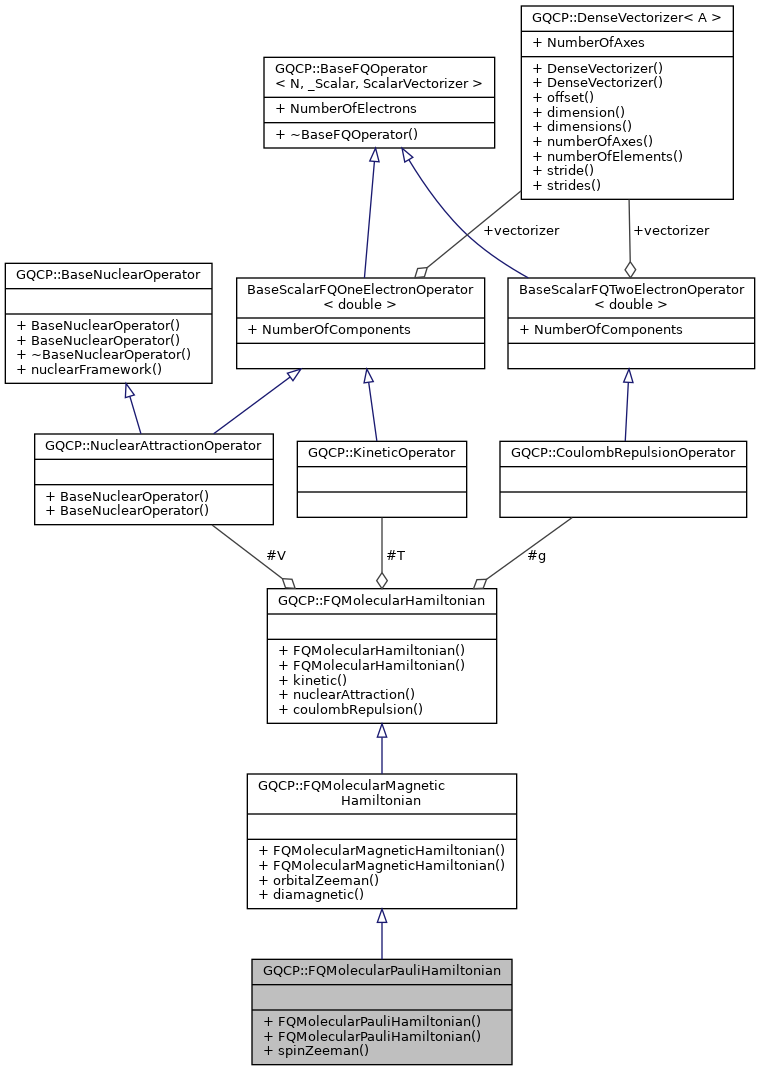 GQCP::DenseVectorizer< A >
+ NumberOfAxes
+ DenseVectorizer()
+ DenseVectorizer()
+ offset()
+ dimension()
+ dimensions()
+ numberOfAxes()
+ numberOfElements()
+ stride()
+ strides()
GQCP::BaseFQOperator
< N, _Scalar, ScalarVectorizer >
+ NumberOfElectrons
+ ~BaseFQOperator()
+vectorizer
+vectorizer
GQCP::BaseNuclearOperator
+ BaseNuclearOperator()
+ BaseNuclearOperator()
+ ~BaseNuclearOperator()
+ nuclearFramework()
BaseScalarFQOneElectronOperator
< double >
+ NumberOfComponents
BaseScalarFQTwoElectronOperator
< double >
+ NumberOfComponents
GQCP::NuclearAttractionOperator
+ BaseNuclearOperator()
+ BaseNuclearOperator()
GQCP::KineticOperator
GQCP::CoulombRepulsionOperator
#V
#T
#g
GQCP::FQMolecularHamiltonian
+ FQMolecularHamiltonian()
+ FQMolecularHamiltonian()
+ kinetic()
+ nuclearAttraction()
+ coulombRepulsion()
GQCP::FQMolecularMagnetic
Hamiltonian
+ FQMolecularMagneticHamiltonian()
+ FQMolecularMagneticHamiltonian()
+ orbitalZeeman()
+ diamagnetic()
GQCP::FQMolecularPauliHamiltonian
+ FQMolecularPauliHamiltonian()
+ FQMolecularPauliHamiltonian()
+ spinZeeman()